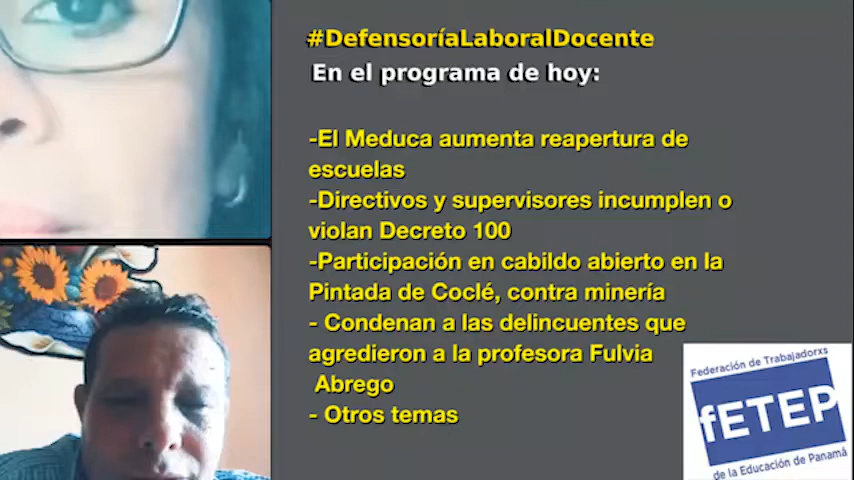 #DefensoríaLaboralDocente
En el programa de hoy:
-El Meduca aumenta reapertura de
escuelas
-Directivos y supervisores incumplen o
violan Decreto 100
-Participación en cabildo abierto en la
Pintada de Coclé, contra minería
- Condenan a las delincuentes que
agredieron a la profesora Fulvia
Abrego
- Otros temas
Federación de Trabajadorxs
fETEP
de la Educación de Panamá